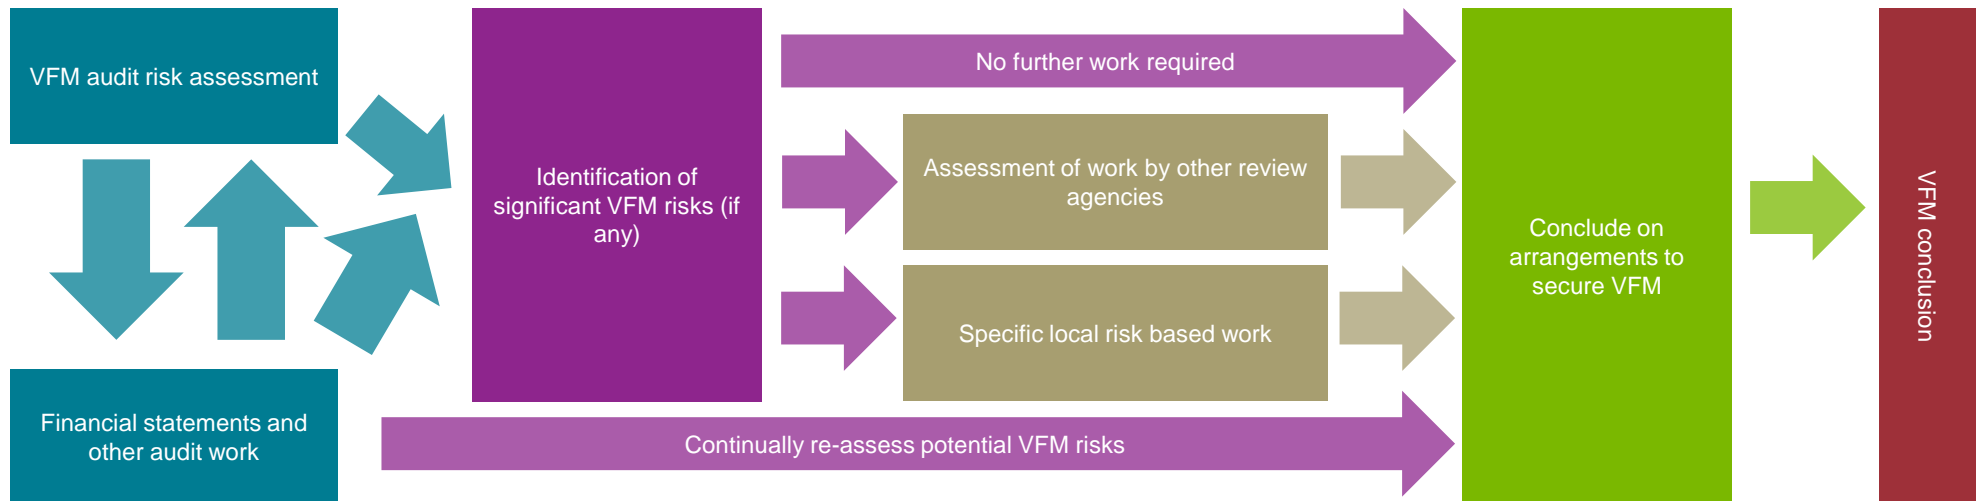 VFM audit risk assessment
Financial statements and
other audit work
Identification of
significant VFM risks (if
any)
No further work required
Assessment of work by other review
agencies
Specific local risk based work
Continually re-assess potential VFM risks
Conclude on
arrangements to
secure VFM
VFM conclusion